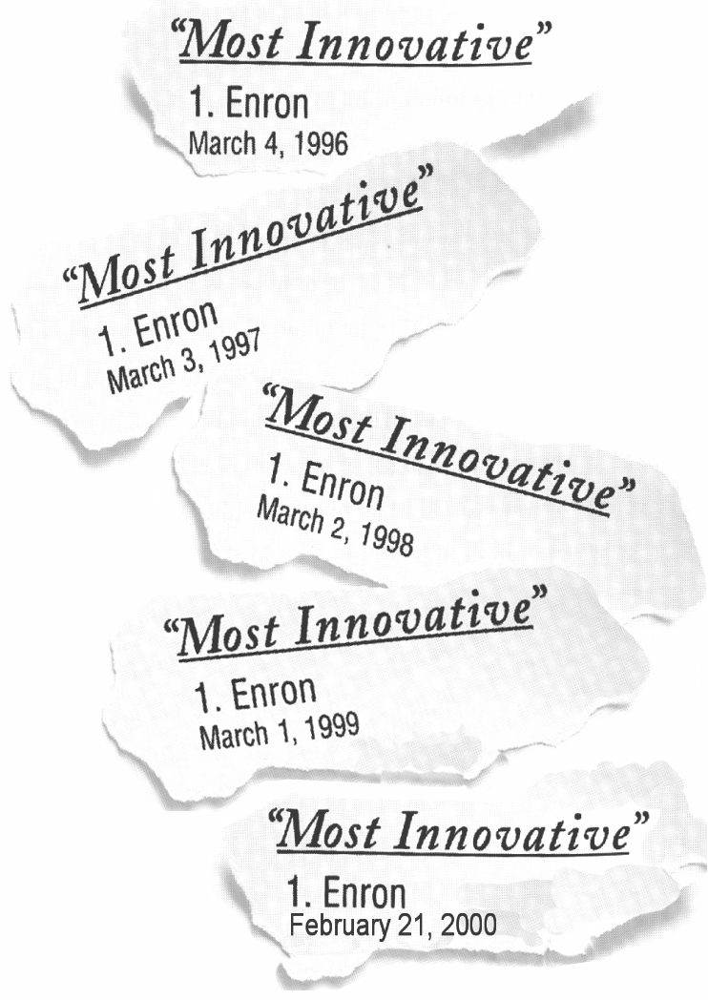 “Most Innovative”
1. Enron
March 4, 1996
“Most Innovative”
1. Enron
March 3, 1997
“Most Innovative”
1. Enron
March 2, 1998
“Most Innovative”
1. Enron
March 1, 1999
“Most Innovative”
1. Enron
February 21, 2000